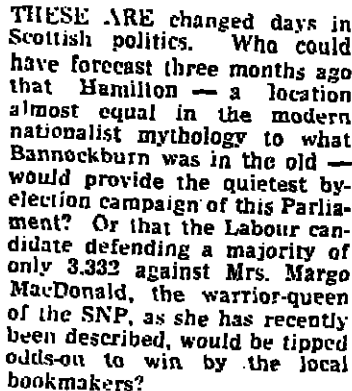 THESE ARE changed days in
Scottish politics. Who could
have forecast three months ago
that Hamilton — a location
almost equal in the modern
nationalist mythology to what
Bannockburn was in the old —
would provide the quietest by-
election campaign of this Parlia-
ment? Or that the Labour can-
didate defending a majority of
only 3.332 against Mrs. Margo
MacDonald, the warrior-queen
of the SNP, as she has recently
been described, would be tipped
odds-on to win by the local
bookmakers?